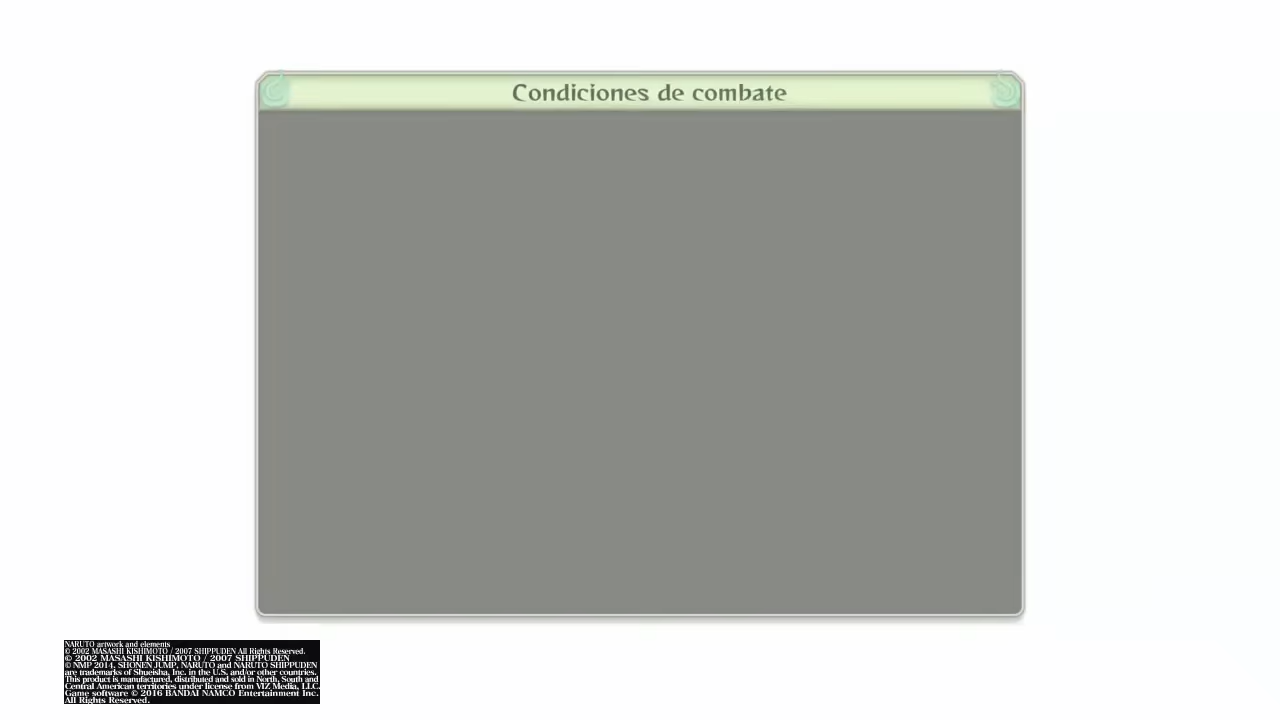 Condiciones de combate
NARUTO artwork and elements
© 2002 MASASHI KISHIMOTO / 2007 SHIPPUDEN All Rights Reserved.
© 2002 MASASHI KISHIMOTO / 2007 SHIPPUDEN
© NMP 2014, SHONEN JUMP, NARUTO and NARUTO SHIPPUDEN
are trademarks of Shueisha, Inc. in the U.S. and/or other countries.
This product is manufactured, distributed and sold in North, South and
Central American territories under license from VIZ Media, LLC.
Game software © 2016 BANDAI NAMCO Entertainment Inc.
All Rights Reserved.